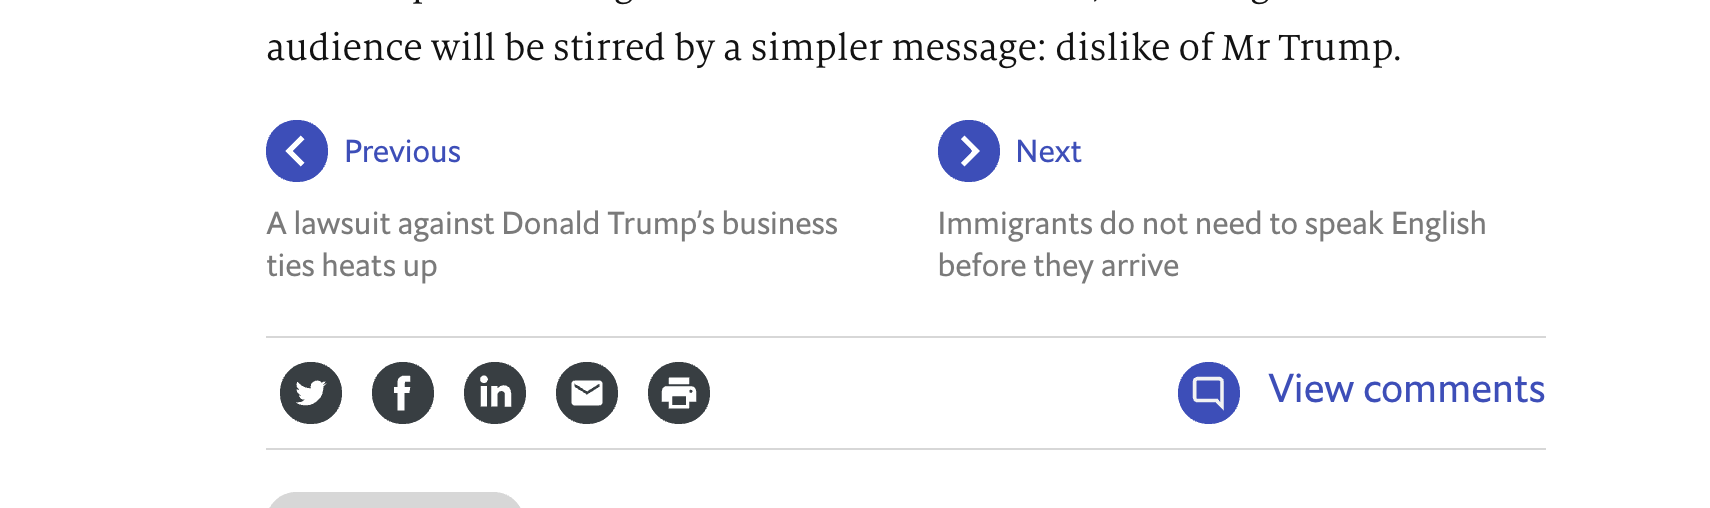 audience will be stirred by a simpler message: dislike of Mr Trump.
Previous
A lawsuit against Donald Trump’s business
ties heats up
Next
Immigrants do not need to speak English
before they arrive
View comments